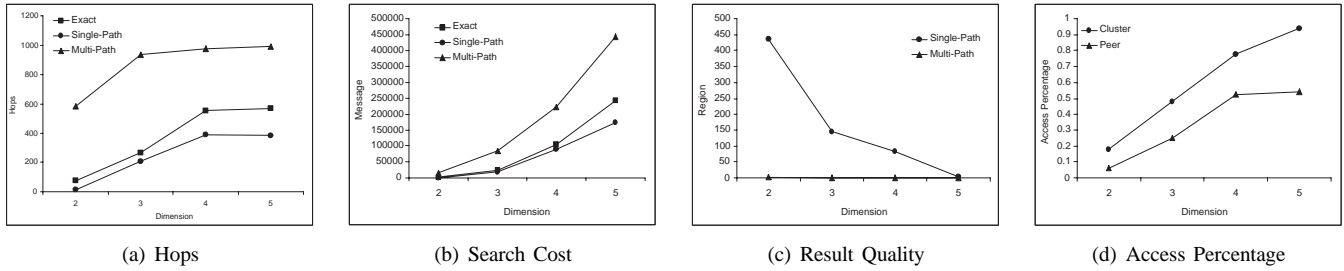 1200
1000
800
600
400
200
0
Hops
Exact
Single-Path
Multi-Path
2 3 4 5
Dimension
(a) Hops
500000
450000
400000
350000
300000
250000
200000
150000
100000
50000
0
Message
Exact
Single-Path
Multi-Path
2 3 4 5
Dimension
(b) Search Cost
500
450
400
350
300
250
200
150
100
50
0
Region
Single-Path
Multi-Path
2 3 4 5
Dimension
(c) Result Quality
1
0.9
0.8
0.7
0.6
0.5
0.4
0.3
0.2
0.1
0
Access Percentage
Cluster
Peer
2 3 4 5
Dimension
(d) Access Percentage